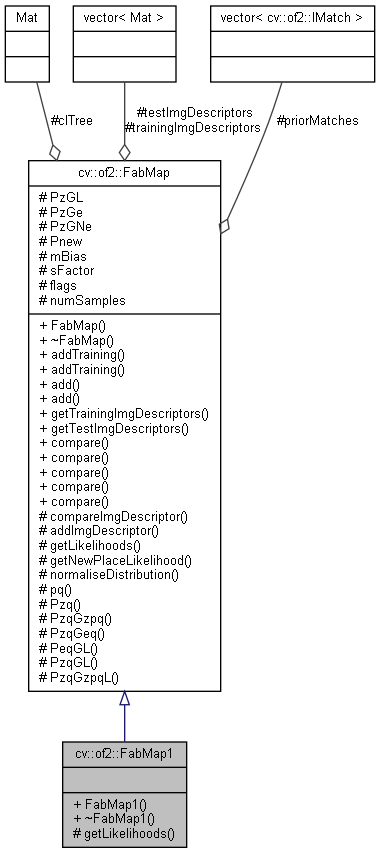 Mat
vector< Mat >
vector< cv::of2::IMatch >
#clTree
#testImgDescriptors
#trainingImgDescriptors
#priorMatches
cv::of2::FabMap
# PzGL
# PzGe
# PzGNe
# Pnew
# mBias
# sFactor
# flags
# numSamples
+ FabMap()
+ ~FabMap()
+ addTraining()
+ addTraining()
+ add()
+ add()
+ getTrainingImgDescriptors()
+ getTestImgDescriptors()
+ compare()
+ compare()
+ compare()
+ compare()
+ compare()
# compareImgDescriptor()
# addImgDescriptor()
# getLikelihoods()
# getNewPlaceLikelihood()
# normaliseDistribution()
# pq()
# Pzq()
# PzqGzpq()
# PzqGeq()
# PeqGL()
# PzqGL()
# PzqGzpqL()
cv::of2::FabMap1
+ FabMap1()
+ ~FabMap1()
# getLikelihoods()